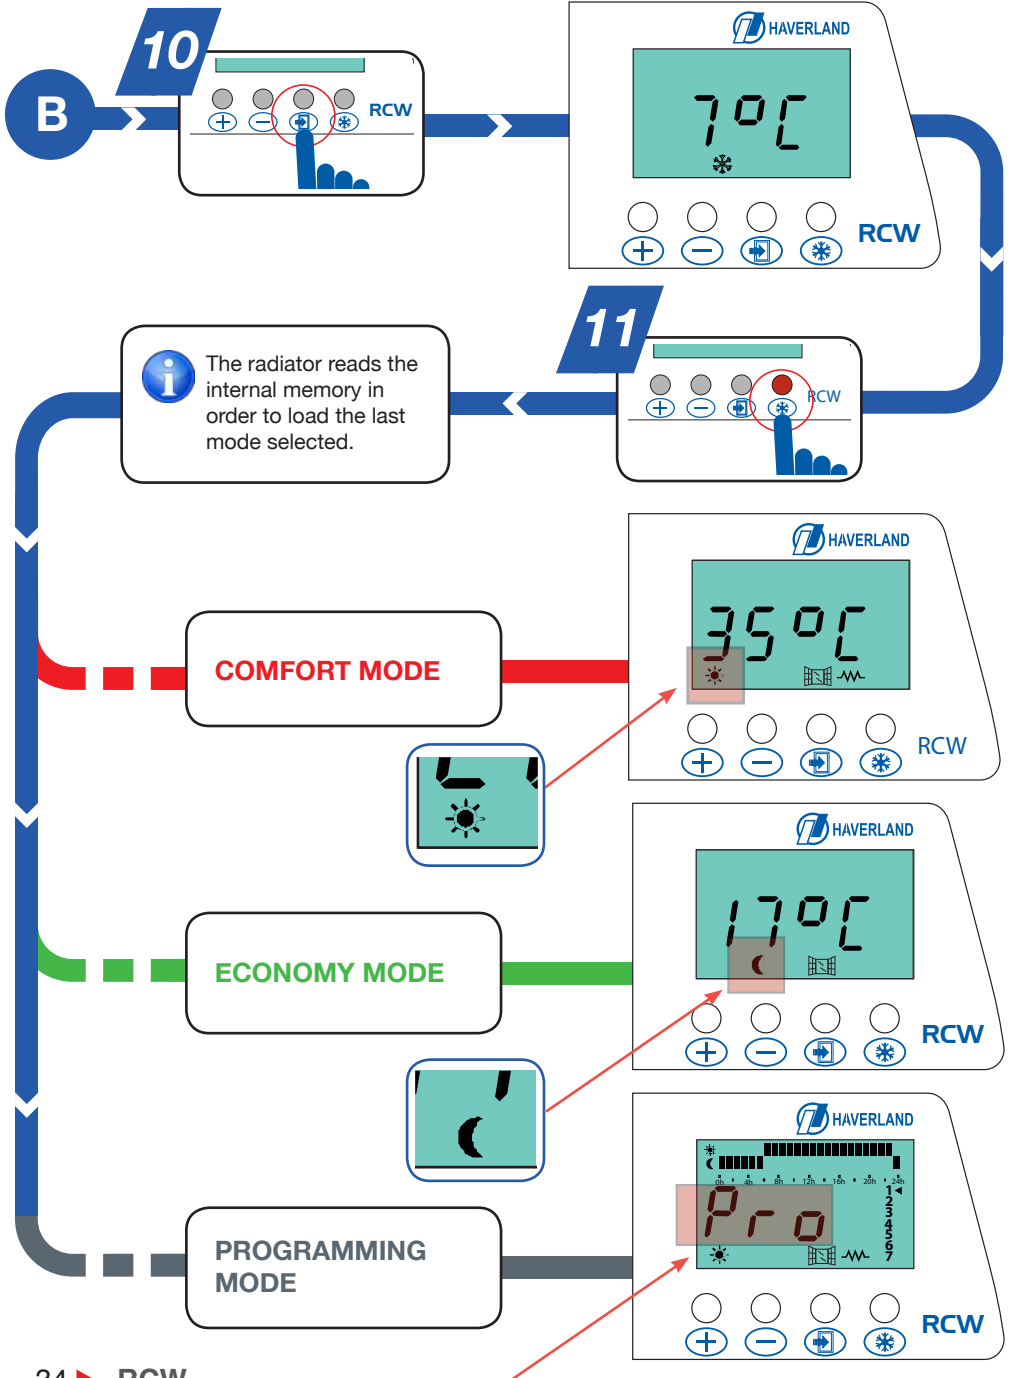 10
HAVERLAND
B
RCW
7°C
RCW
11
The radiator reads the
internal memory in
order to load the last
mode selected.
RCW
HAVERLAND
35°C
COMFORT MODE
RCW
HAVERLAND
17°C
ECONOMY MODE
RCW
HAVERLAND
0h 4h 8h 12h 16h 20h 24h
Pro
1
2
3
4
5
6
7
PROGRAMMING
MODE
RCW
RCW